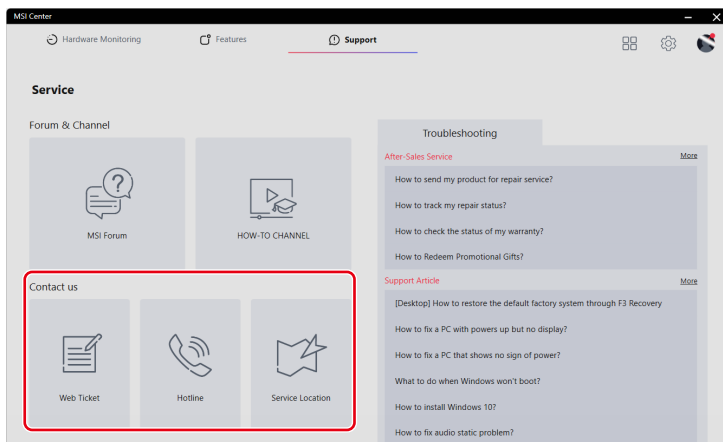 MSI Center
Hardware Monitoring
Features
Support
Service
Forum & Channel
MSI Forum
HOW-TO CHANNEL
Contact us
Web Ticket
Hotline
Service Location
Troubleshooting
After-Sales Service
More
How to send my product for repair service?
How to track my repair status?
How to check the status of my warranty?
How to Redeem Promotional Gifts?
Support Article
More
[Desktop] How to restore the default factory system through F3 Recovery
How to fix a PC with powers up but no display?
How to fix a PC that shows no sign of power?
What to do when Windows won't boot?
How to install Windows 10?
How to fix audio static problem?